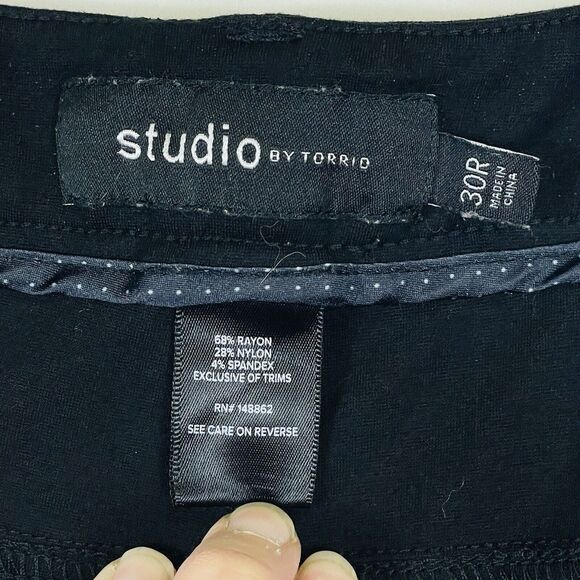 studio BY TORRID
30R
MADE IN
CHINA
68% RAYON
28% NYLON
4% SPANDEX
EXCLUSIVE OF TRIMS
RN# 148862
SEE CARE ON REVERSE